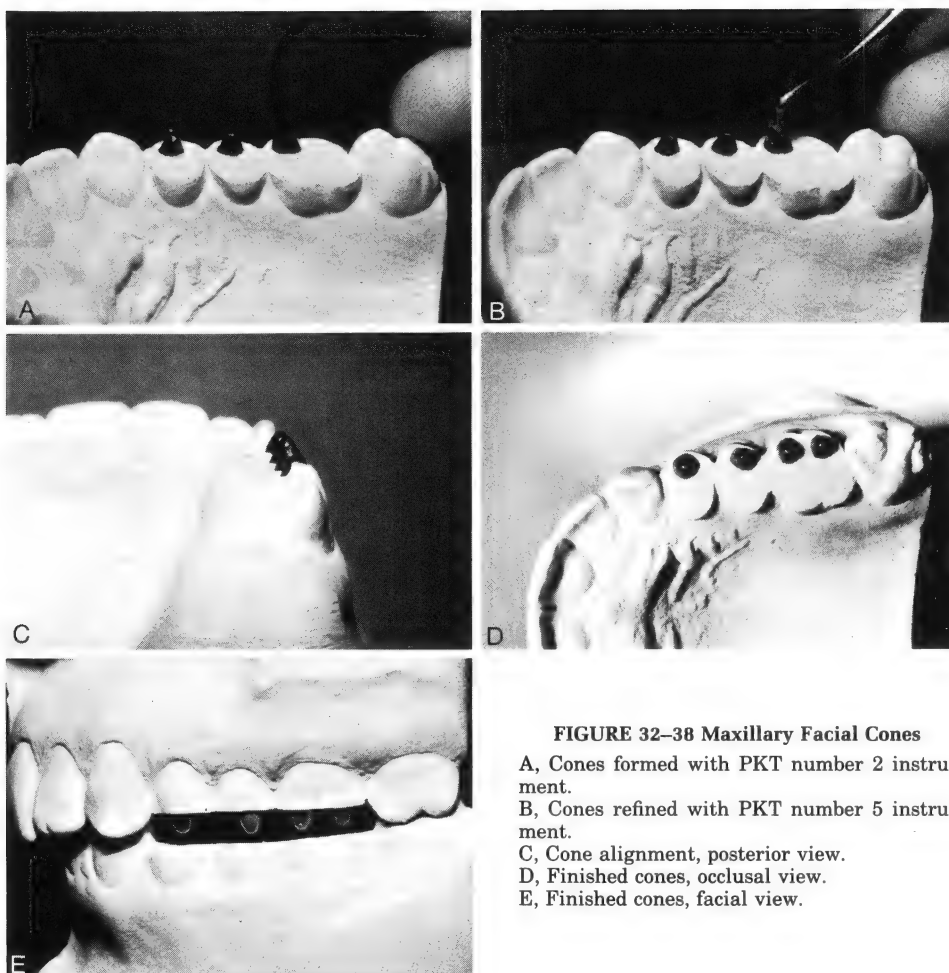 A
B
C
D
E
FIGURE 32–38 Maxillary Facial Cones
A, Cones formed with PKT number 2 instru
ment.
B, Cones refined with PKT number 5 instru
ment.
C, Cone alignment, posterior view.
D, Finished cones, occlusal view.
E, Finished cones, facial view.